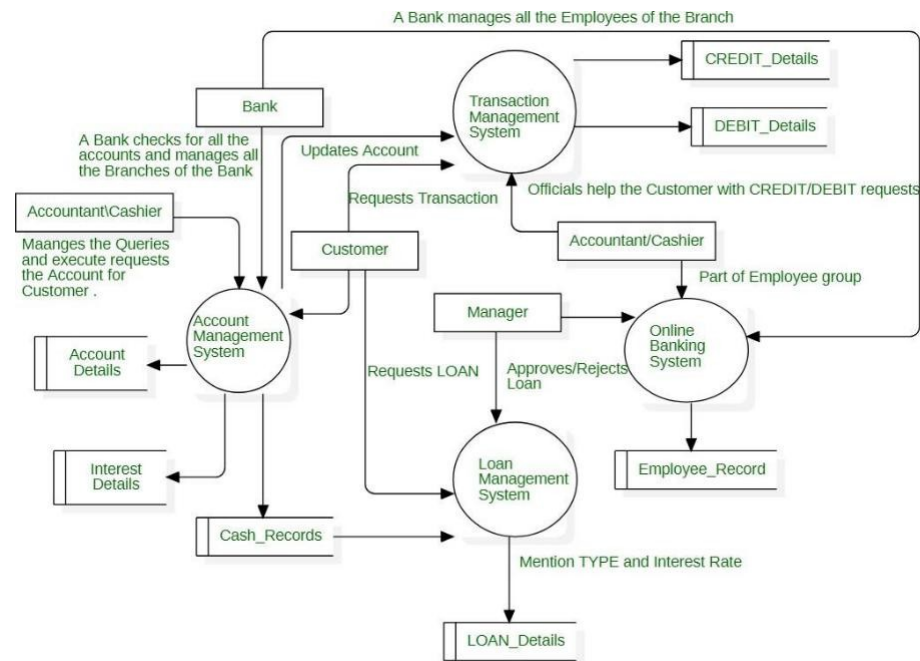 A Bank manages all the Employees of the Branch
CREDIT_Details
Transaction
Management
System
Bank
DEBIT_Details
A Bank checks for all the
accounts and manages all
the Branches of the Bank
Updates Account
Requests Transaction
Officials help the Customer with CREDIT/DEBIT requests
Accountant\Cashier
Customer
Accountant/Cashier
Maanges the Queries
and execute requests
the Account for
Customer .
Part of Employee group
Manager
Account
Management
System
Online
Banking
System
Account
Details
Requests LOAN
Approves/Rejects
Loan
Interest
Details
Loan
Management
System
Employee_Record
Cash_Records
Mention TYPE and Interest Rate
LOAN_Details